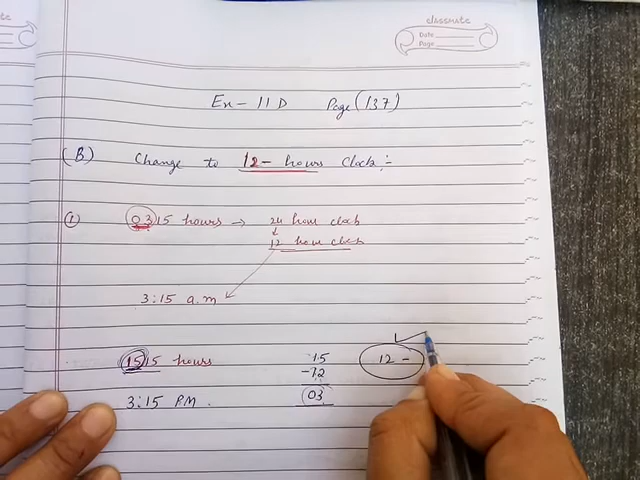 classmate
Date
Page
Ex - 11 D Page (137)
(B) Change to 12 - hours Clock :-
① 0315 hours → 24 hour clock
12 hour clock
3:15 a.m
1515 hours 15 12 -
-12
3:15 P.M . 03